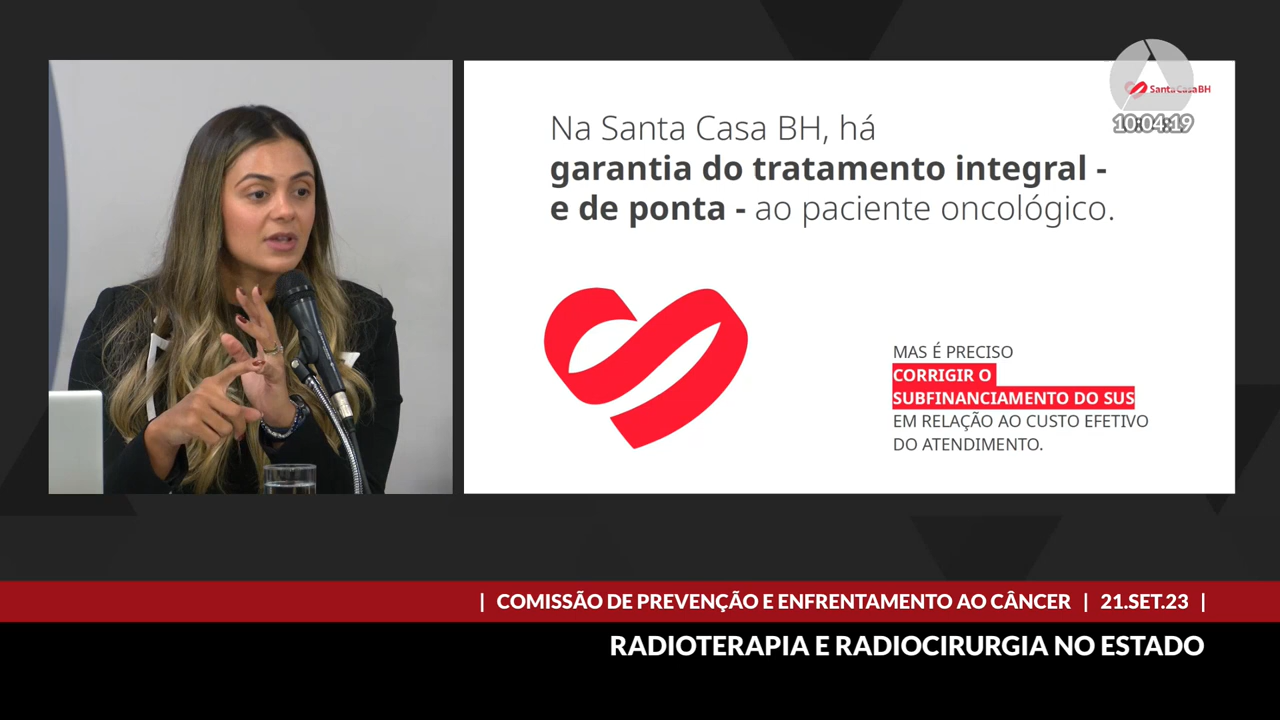 Santa Casa BH
10:04:19
Na Santa Casa BH, há
garantia do tratamento integral -
e de ponta - ao paciente oncológico.
MAS É PRECISO
CORRIGIR O
SUBFINANCIAMENTO DO SUS
EM RELAÇÃO AO CUSTO EFETIVO
DO ATENDIMENTO.
| COMISSÃO DE PREVENÇÃO E ENFRENTAMENTO AO CÂNCER | 21.SET.23 |
RADIOTERAPIA E RADIOCIRURGIA NO ESTADO